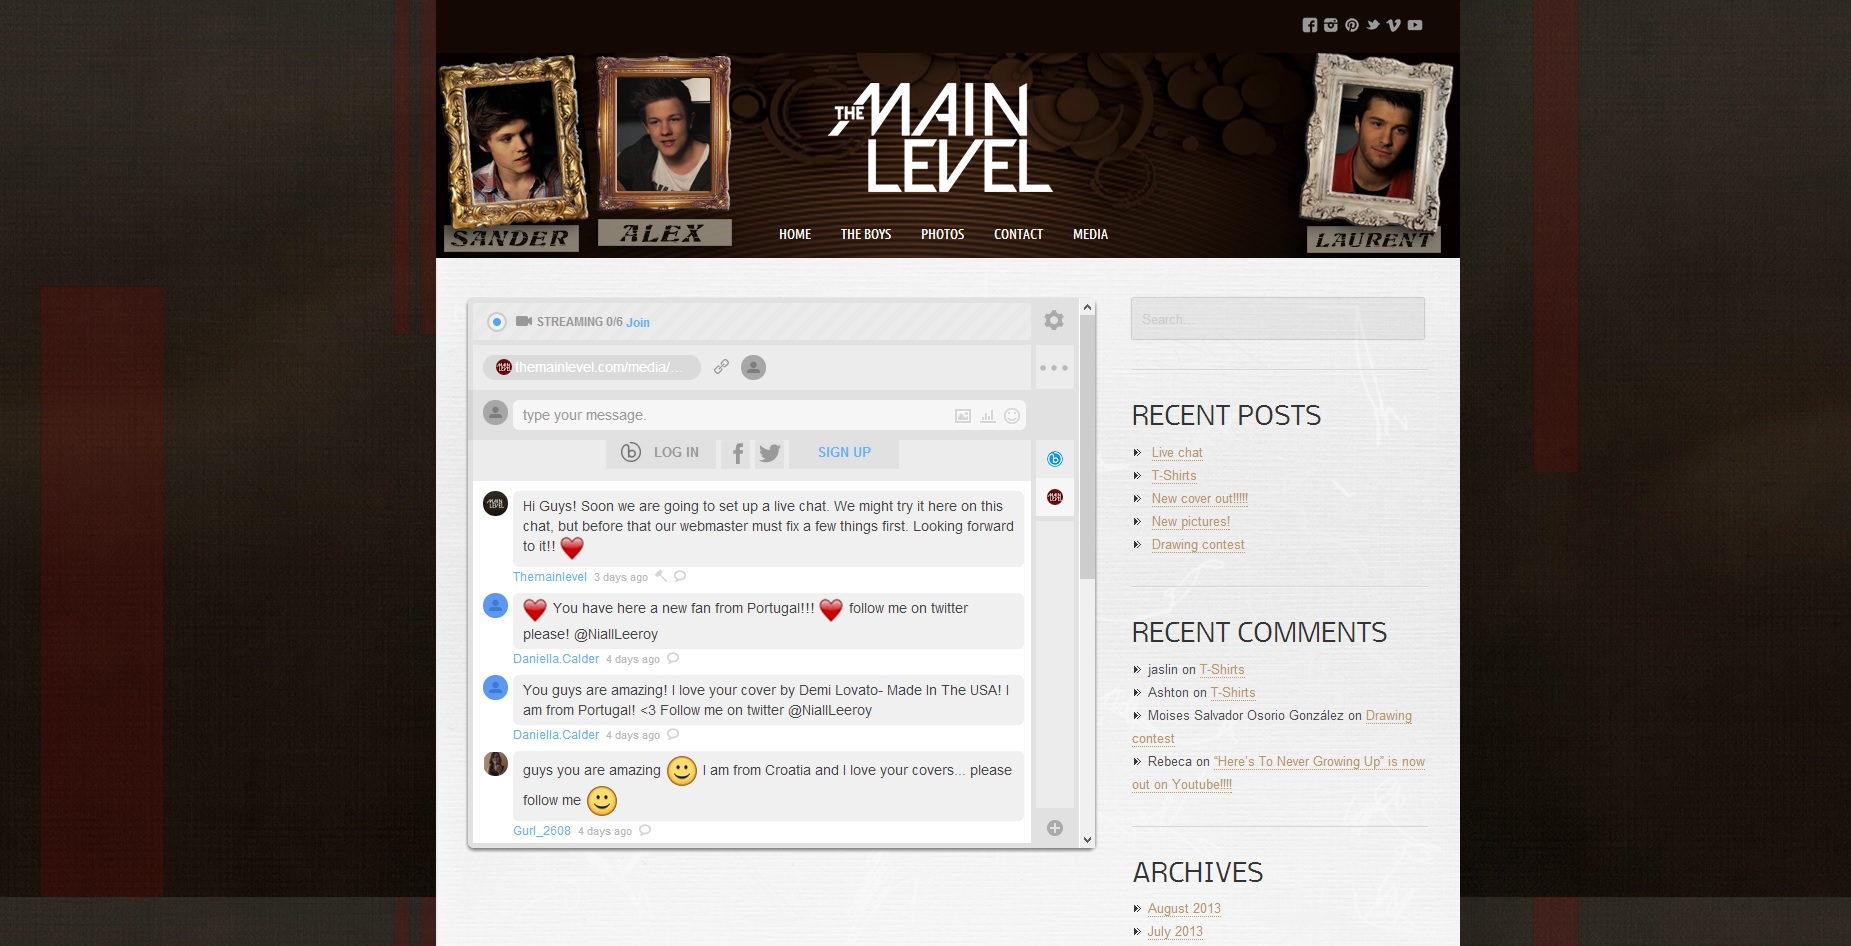 THE MAIN
LEVEL
SANDER
ALEX
LAURENT
HOME THE BOYS PHOTOS CONTACT MEDIA
STREAMING 0/6 Join
themainlevel.com/media/...
type your message.
LOG IN
SIGN UP
Hi Guys! Soon we are going to set up a live chat. We might try it here on this
chat, but before that our webmaster must fix a few things first. Looking forward
to it!!
Themainlevel 3 days ago
You have here a new fan from Portugal!!! follow me on twitter
please! @NiallLeeroy
Daniella.Calder 4 days ago
You guys are amazing! I love your cover by Demi Lovato- Made In The USA! I
am from Portugal! <3 Follow me on twitter @NiallLeeroy
Daniella.Calder 4 days ago
guys you are amazing I am from Croatia and I love your covers... please
follow me
Gurl_2608 4 days ago
Search...
RECENT POSTS
Live chat
T-Shirts
New cover out!!!!!
New pictures!
Drawing contest
RECENT COMMENTS
jaslin on T-Shirts
Ashton on T-Shirts
Moises Salvador Osorio González on Drawing
contest
Rebeca on “Here’s To Never Growing Up” is now
out on Youtube!!!!
ARCHIVES
August 2013
July 2013